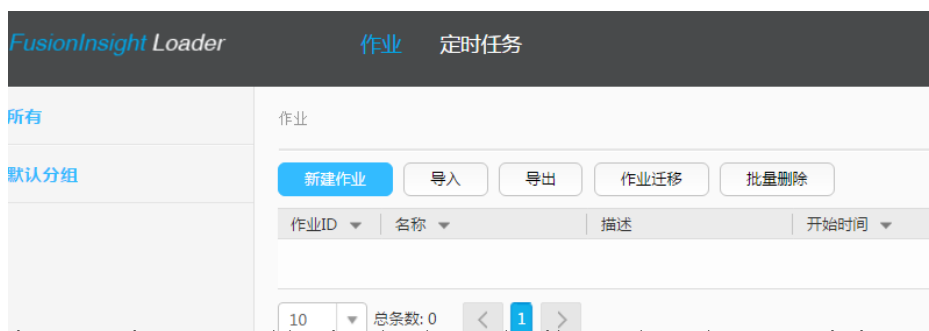 FusionInsight Loader 作业 定时任务
所有
默认分组
作业
新建作业 导入 导出 作业迁移 批量删除
作业ID 名称 描述 开始时间
10 总条数: 0 < 1 >